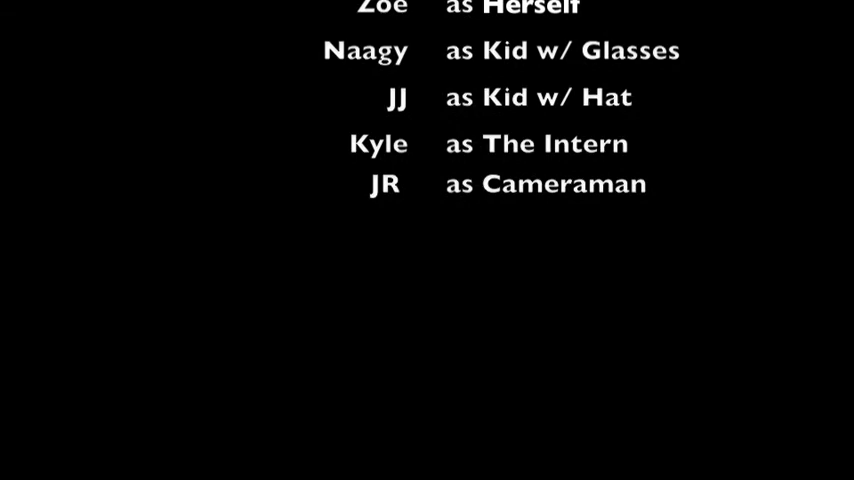 Zoe as Herself
Naagy as Kid w/ Glasses
JJ as Kid w/ Hat
Kyle as The Intern
JR as Cameraman